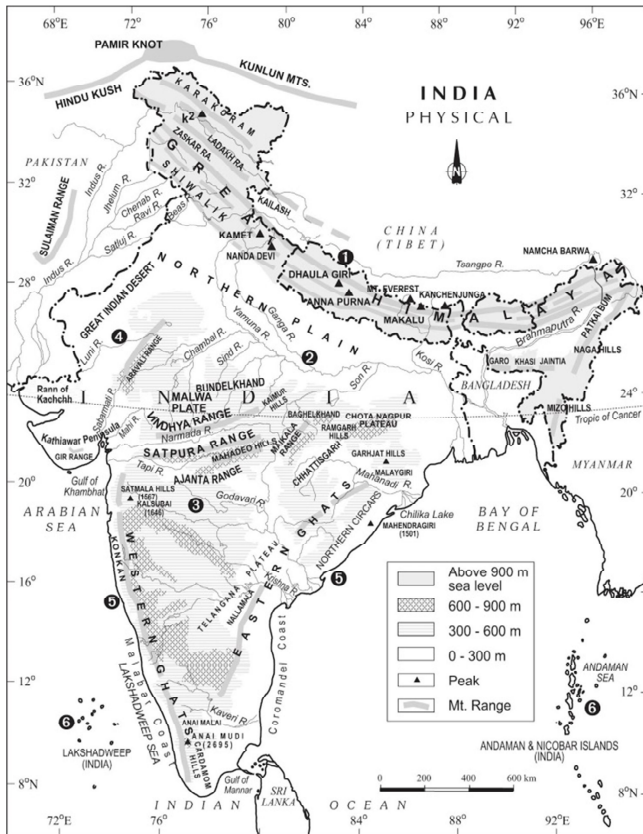 68°E
72°
76°
80°
84°
88°
92°
96°
PAMIR KNOT
KUNLUN MTS.
HINDU KUSH
36°N
36°N
INDIA
PHYSICAL
N
KARAKORAM
K²
LADAKH RA.
ZASKAR RA.
PAKISTAN
Indus R.
Jhelum R.
Chenab R.
Ravi R.
Beas R.
Satluj R.
Indus R.
SULAIMAN RANGE
32°
32°
GREAT HIMALAYA
SHIWALIK
KAILASH
CHINA
(TIBET)
KAMET
NANDA DEVI
1
DHAULA GIRI
ANNA PURNA
MT. EVEREST
MAKALU
KANCHENJUNGA
Tsangpo R.
NAMCHA BARWA
28°
28°
GREAT INDIAN DESERT
NORTHERN PLAIN
Ganga R.
Yamuna R.
Brahmaputra R.
PATKAI BUM
NAGA HILLS
4
Luni R.
ARAVALI RANGE
Chambal R.
Sind R.
2
Son R.
Kosi R.
GARO KHASI JAINTIA
BANGLADESH
24°
MIZO HILLS
Tropic of Cancer
MYANMAR
Rann of
Kachchh
INDIA
Sabarmati R.
Mahi R.
MALWA
PLATE
BUNDELKHAND
KAIMUR
HILLS
VINDHYA RANGE
BAGHELKHAND
CHOTA NAGPUR
PLATEAU
RAMGARH
HILLS
Kathiawar Peninsula
GIR RANGE
Narmada R.
SATPURA RANGE
MAHADEO HILLS
MAIKALA
RANGE
CHHATTISGARH
GARHJAT HILLS
MALAYGIRI
Mahanadi R.
Tapi R.
AJANTA RANGE
Gulf of
Khambhat
20°
20°
SATMALA HILLS
(1567)
KALSUBAI
(1646)
Godavari R.
3
Chilika Lake
MAHENDRAGIRI
(1501)
NORTHERN CIRCARS
ARABIAN
SEA
BAY OF
BENGAL
KONKAN
WESTERN GHATS
EASTERN GHATS
TELANGANA PLATEAU
NALLAMALA
Krishna R.
16°
16°
5
5
Above 900 m
sea level
600 - 900 m
300 - 600 m
0 - 300 m
Peak
Mt. Range
Malabar Coast
LAKSHADWEEP SEA
Coromandel Coast
Kaveri R.
ANAI MALAI
ANAI MUDI
(2695)
CARDAMOM
HILLS
12°
12°
6
LAKSHADWEEP
(INDIA)
ANDAMAN
SEA
6
ANDAMAN & NICOBAR ISLANDS
(INDIA)
0 200 400 600 km
8°N
8°N
Gulf of
Mannar
SRI
LANKA
INDIAN OCEAN
72°
76°
80°
84°
92°E